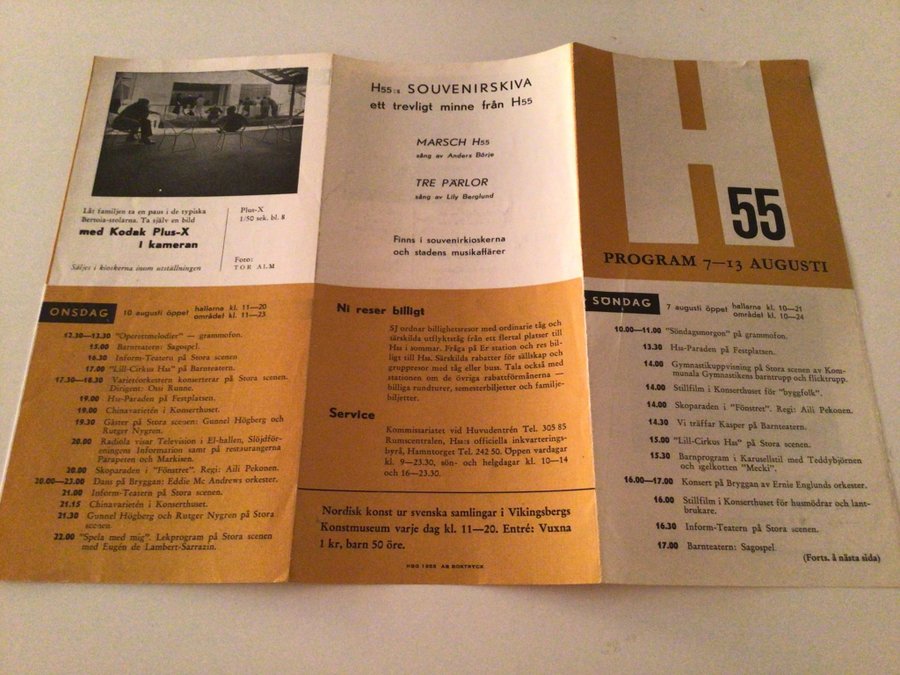 Låt familjen ta en paus i de typiska
Bertoia-stolarna. Ta själv en bild
med Kodak Plus-X
i kameran
Säljes i kioskerna inom utställningen
Plus-X
1/50 sek. bl. 8
Foto:
TOR ALM
ONSDAG 10 augusti öppet hallarna kl. 11—20
området kl. 11—23
12.30—13.30 "Operettmelodier" — grammofon.
15.00 Barnteatern: Sagospel.
16.30 Inform-Teatern på Stora scenen
17.00 "Lill-Cirkus H55" på Barnteatern.
17.30—18.30 Varietéorkestern konserterar på Stora scenen.
Dirigent: Ossi Runne.
19.00 H55-Paraden på Festplatsen.
19.00 Chinavarietén i Konserthuset.
19.30 Gäster på Stora scenen: Gunnel Högberg och
Rutger Nygren.
20.00 Radiola visar Television i El-hallen, Slöjdför-
eningens Information samt på restaurangerna
Parapeten och Markisen.
20.00 Skoparaden i "Fönstret". Regi: Aili Pekonen.
20.00—23.00 Dans på Bryggan: Eddie Mc Andrews orkester.
21.00 Inform-Teatern på Stora scenen.
21.15 Chinavarietén i Konserthuset.
21.30 Gunnel Högberg och Rutger Nygren på Stora
scenen.
22.00 "Spela med mig". Lekprogram på Stora scenen
med Eugén de Lambert-Sarrazin.
H55:s SOUVENIRSKIVA
ett trevligt minne från H55
MARSCH H55
sång av Anders Börje
TRE PÄRLOR
sång av Lily Berglund
Finns i souvenirkioskerna
och stadens musikaffärer
Ni reser billigt
SJ ordnar billighetsresor med ordinarie tåg och
särskilda utflyktståg från ett flertal platser till
H55 i sommar. Fråga på Er station och res bil-
ligt till H55. Särskilda rabatter för sällskap och
gruppresor med tåg eller buss. Tala också med
stationen om de övriga rabattförmånerna —
billiga rundturer, semesterbiljetter och familje-
biljetter.
Service
Kommissariatet vid Huvudentrén Tel. 305 85
Rumscentralen, H55:s officiella inkvarterings-
byrå, Hamntorget Tel. 242 50. Öppen vardagar
kl. 9—23.30, sön- och helgdagar kl. 10—14
och 16—23.30.
Nordisk konst ur svenska samlingar i Vikingsbergs
Konstmuseum varje dag kl. 11—20. Entré: Vuxna
1 kr, barn 50 öre.
HBG 1955 AB BOKTRYCK
H
55
PROGRAM 7—13 AUGUSTI
SÖNDAG 7 augusti öppet hallarna kl. 10—21
området kl. 10—24
10.00—11.00 "Söndagsmorgon" på grammofon.
13.30 H55-Paraden på Festplatsen.
14.00 Gymnastikuppvisning på Stora scenen av Kom-
munala Gymnastikens barntrupp och flicktrupp.
14.00 Stillfilm i Konserthuset för "byggfolk".
14.00 Skoparaden i "Fönstret". Regi: Aili Pekonen.
14.30 Vi träffar Kasper på Barnteatern.
15.00 "Lill-Cirkus H55" på Stora scenen.
15.30 Barnprogram i Karusellstil med Teddybjörnen
och igelkotten "Mecki".
16.00—17.00 Konsert på Bryggan av Ernie Englunds orkester.
16.00 Stillfilm i Konserthuset för husmödrar och lant-
brukare.
16.30 Inform-Teatern på Stora scenen.
17.00 Barnteatern: Sagospel
(Forts. å nästa sida)